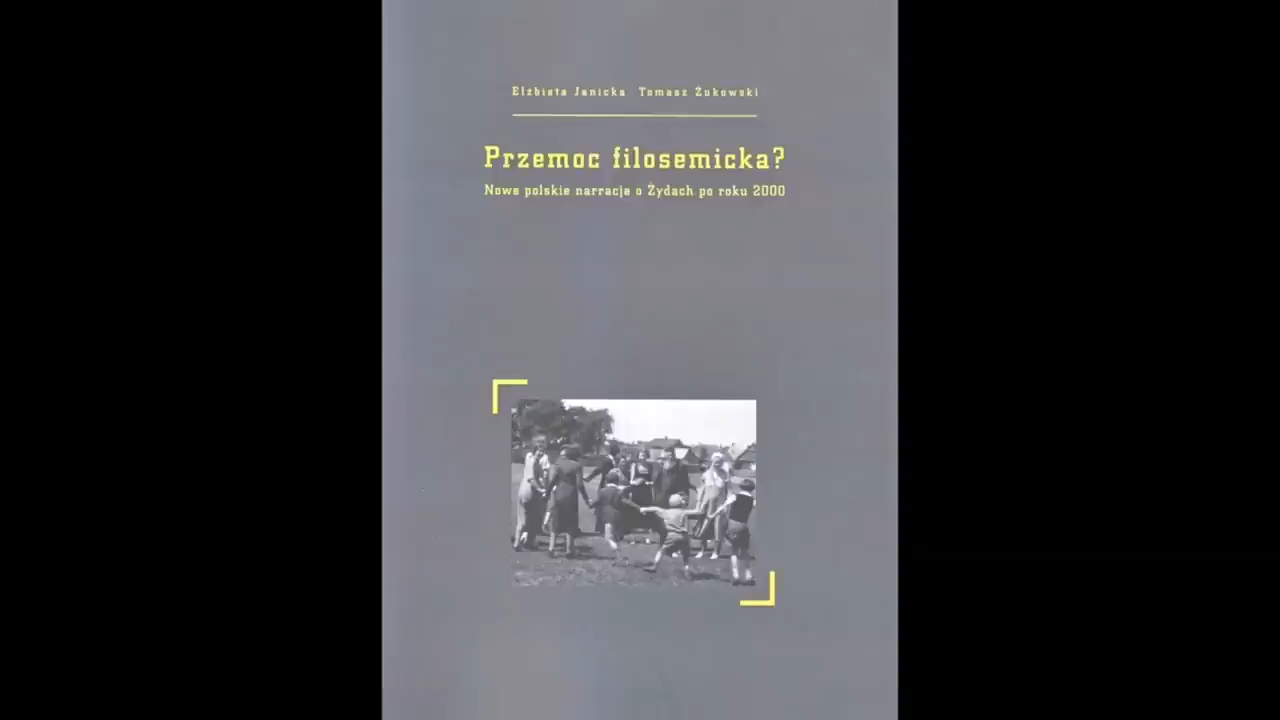 Elżbieta Janicka Tomasz Żukowski
Przemoc filosemicka?
Nowe polskie narracje o Żydach po roku 2000